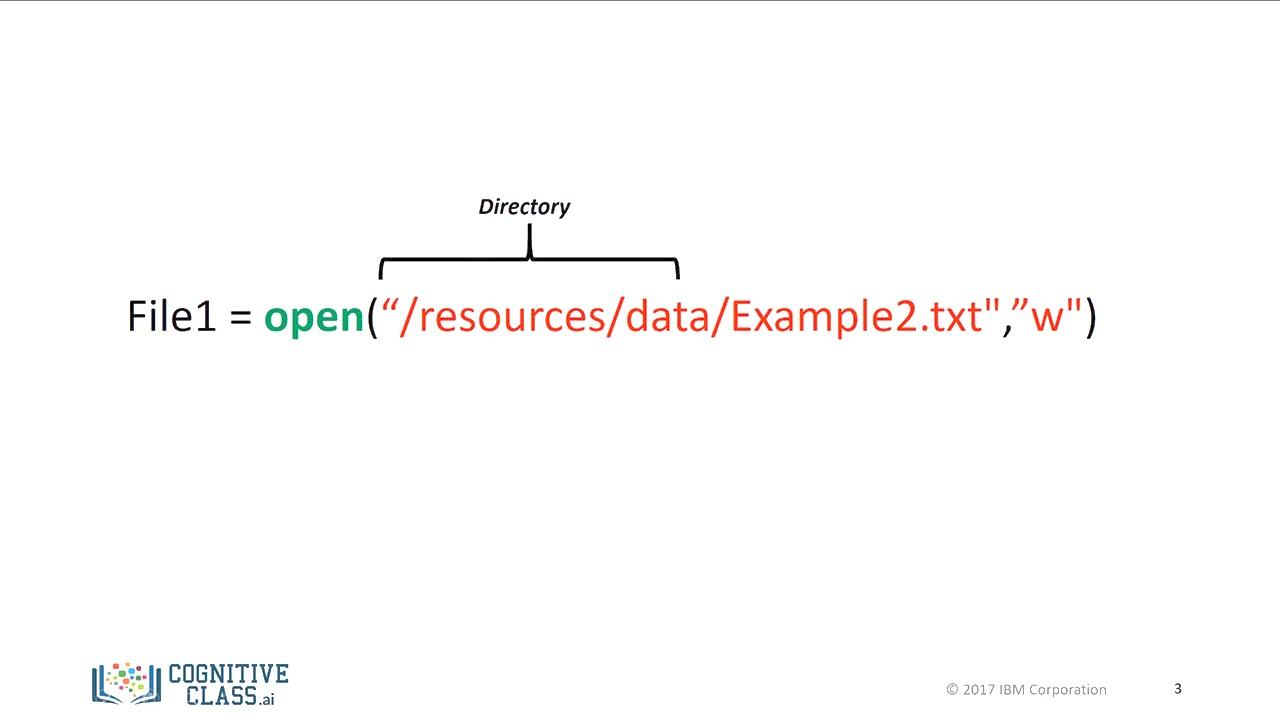 Directory
File1 = open(“/resources/data/Example2.txt",”w")
COGNITIVE
CLASS.ai
© 2017 IBM Corporation
3